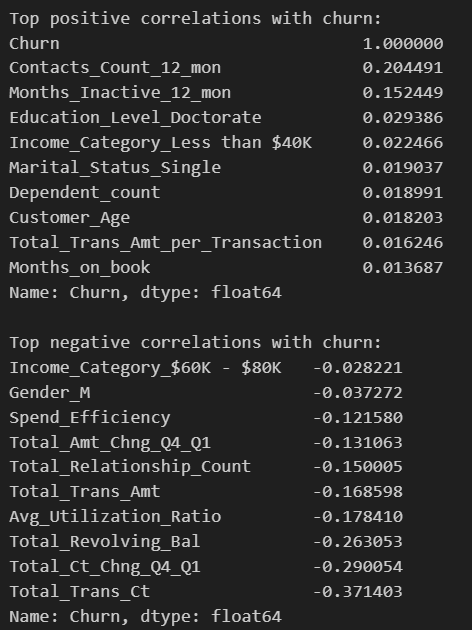 Top positive correlations with churn:
Churn 1.000000
Contacts_Count_12_mon 0.204491
Months_Inactive_12_mon 0.152449
Education_Level_Doctorate 0.029386
Income_Category_Less than $40K 0.022466
Marital_Status_Single 0.019037
Dependent_count 0.018991
Customer_Age 0.018203
Total_Trans_Amt_per_Transaction 0.016246
Months_on_book 0.013687
Name: Churn, dtype: float64

Top negative correlations with churn:
Income_Category_$60K - $80K -0.028221
Gender_M -0.037272
Spend_Efficiency -0.121580
Total_Amt_Chng_Q4_Q1 -0.131063
Total_Relationship_Count -0.150005
Total_Trans_Amt -0.168598
Avg_Utilization_Ratio -0.178410
Total_Revolving_Bal -0.263053
Total_Ct_Chng_Q4_Q1 -0.290054
Total_Trans_Ct -0.371403
Name: Churn, dtype: float64